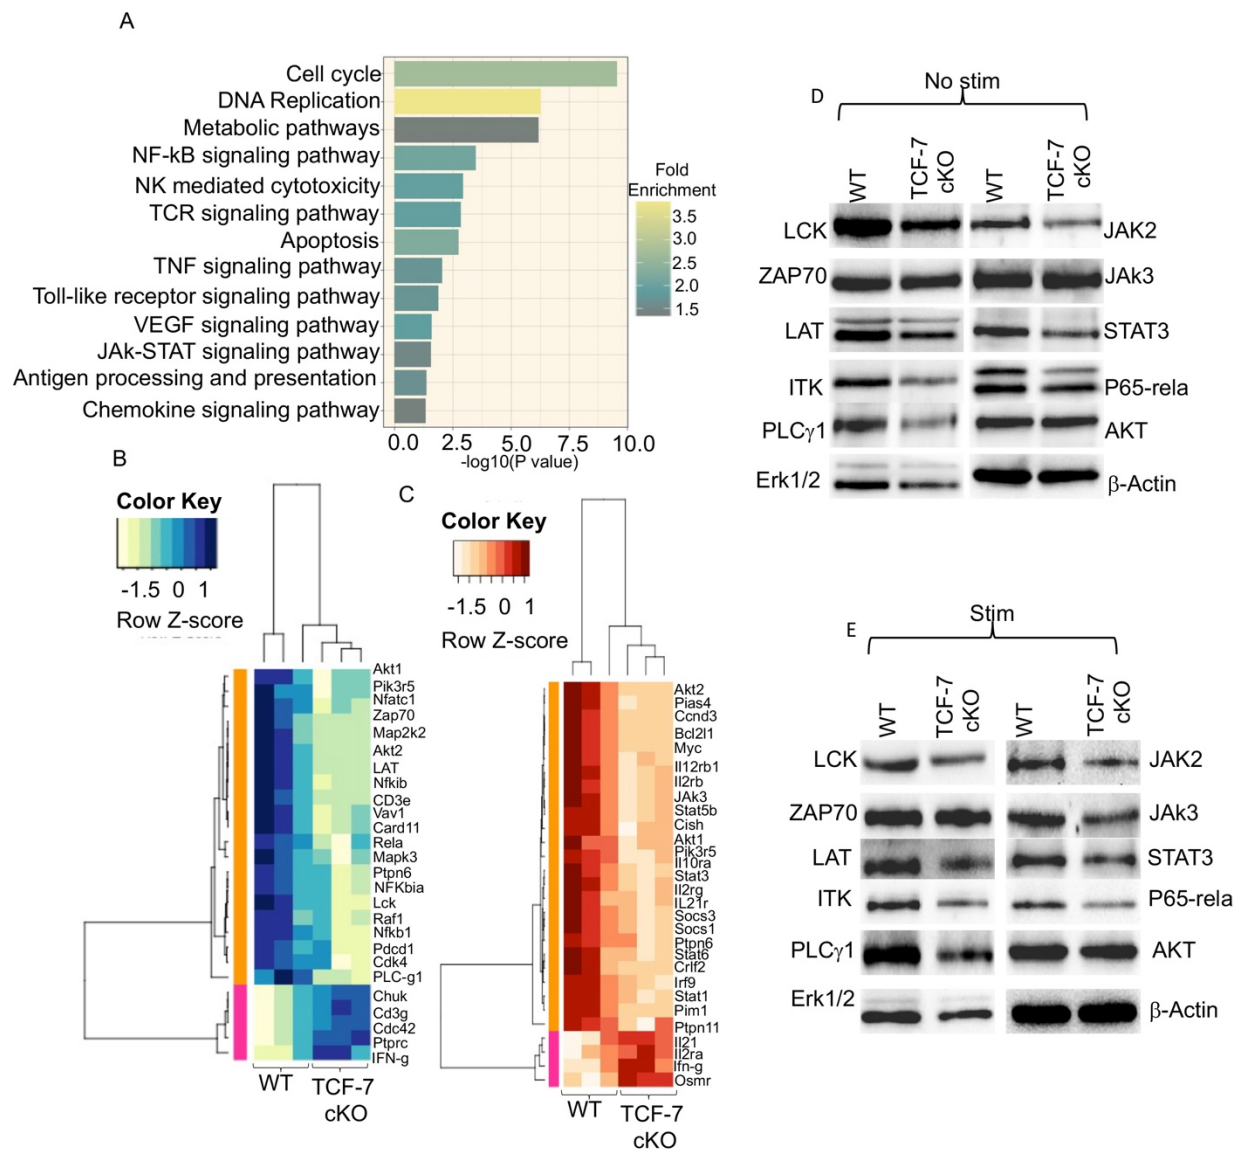 A
Cell cycle
DNA Replication
Metabolic pathways
NF-kB signaling pathway
NK mediated cytotoxicity
TCR signaling pathway
Apoptosis
TNF signaling pathway
Toll-like receptor signaling pathway
VEGF signaling pathway
JAk-STAT signaling pathway
Antigen processing and presentation
Chemokine signaling pathway
0.0 2.5 5.0 7.5 10.0
-log10(P value)
Fold
Enrichment
3.5
3.0
2.5
2.0
1.5
B
Color Key
-1.5 0 1
Row Z-score
Akt1
Pik3r5
Nfatc1
Zap70
Map2k2
Akt2
LAT
Nfkib
CD3e
Vav1
Card11
Rela
Mapk3
Ptpn6
NFKbia
Lck
Raf1
Nfkb1
Pdcd1
Cdk4
PLC-g1
Chuk
Cd3g
Cdc42
Ptprc
IFN-g
WT TCF-7
cKO
C
Color Key
-1.5 0 1
Row Z-score
Akt2
Pias4
Ccnd3
Bcl2l1
Myc
Il12rb1
Il2rb
JAk3
Stat5b
Cish
Akt1
Pik3r5
Il10ra
Stat3
Il2rg
IL21r
Socs3
Socs1
Ptpn6
Stat6
Crlf2
Irf9
Stat1
Pim1
Ptpn11
Il21
Il2ra
Ifn-g
Osmr
WT TCF-7
cKO
D
No stim
WT
TCF-7
cKO
WT
TCF-7
cKO
LCK JAK2
ZAP70 JAk3
LAT STAT3
ITK P65-rela
PLCγ1 AKT
Erk1/2 β-Actin
E
Stim
WT
TCF-7
cKO
WT
TCF-7
cKO
LCK JAK2
ZAP70 JAk3
LAT STAT3
ITK P65-rela
PLCγ1 AKT
Erk1/2 β-Actin